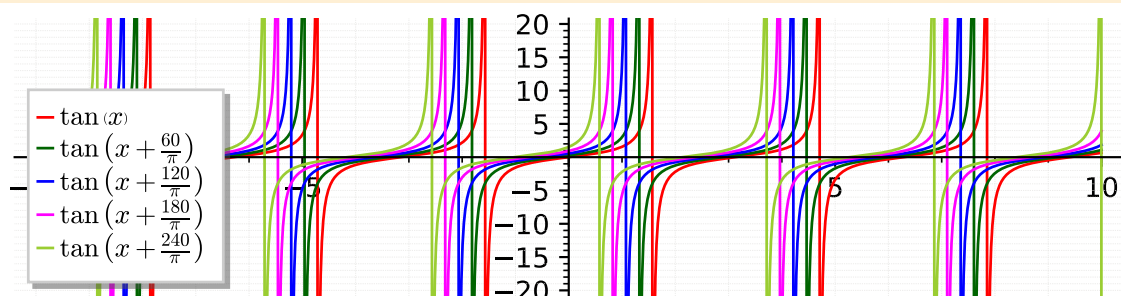 20
15
10
5
−5
−10
−15
−20
−5
5
10
tan (x)
tan (x + 60/π)
tan (x + 120/π)
tan (x + 180/π)
tan (x + 240/π)